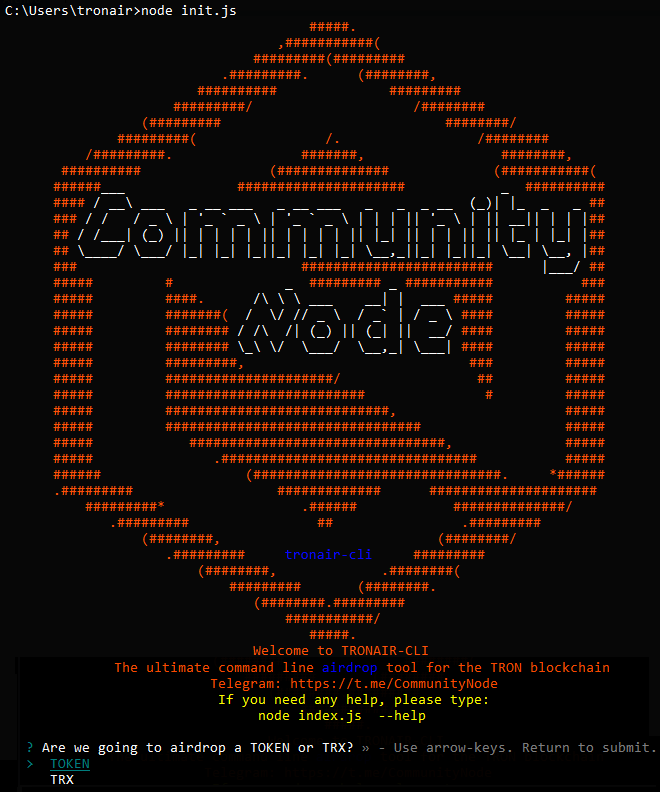 C:\Users\tronair>node init.js
Community
Node
tronair-cli
Welcome to TRONAIR-CLI
The ultimate command line airdrop tool for the TRON blockchain
Telegram: https://t.me/CommunityNode
If you need any help, please type:
node index.js  --help
? Are we going to airdrop a TOKEN or TRX? » - Use arrow-keys. Return to submit.
>  TOKEN
TRX